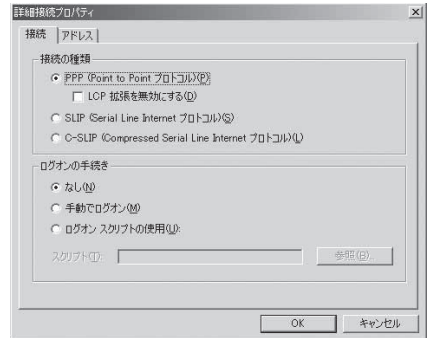 詳細接続プロパティ
接続 アドレス
接続の種類
PPP (Point to Point プロトコル)(P)
LCP 拡張を無効にする(D)
SLIP (Serial Line Internet プロトコル)(S)
C-SLIP (Compressed Serial Line Internet プロトコル)(L)
ログオンの手続き
なし(N)
手動でログオン(M)
ログオン スクリプトの使用(U):
スクリプト(T): 参照(B)...
OK キャンセル